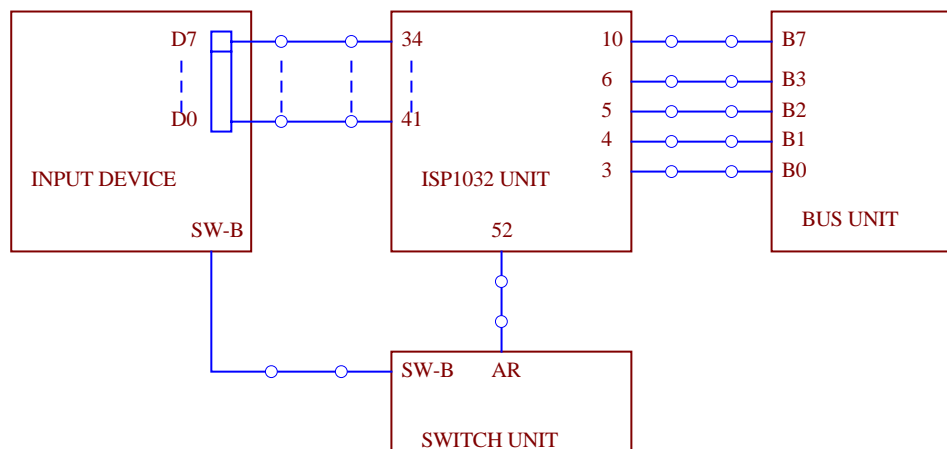 D7
D0
INPUT DEVICE
SW-B
34
41
10
6
5
4
3
ISP1032 UNIT
52
B7
B3
B2
B1
B0
BUS UNIT
SW-B AR
SWITCH UNIT